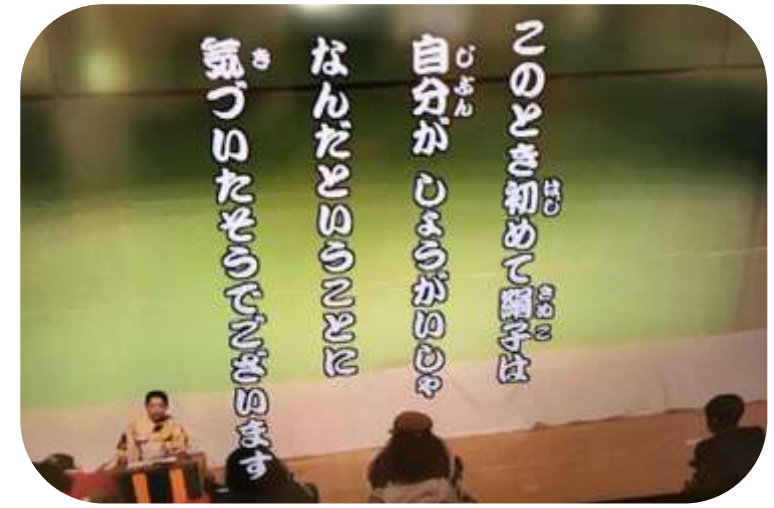 このとき初めて絹子は
自分が しょうがいしゃ
なんだということに
気づいたそうでございます